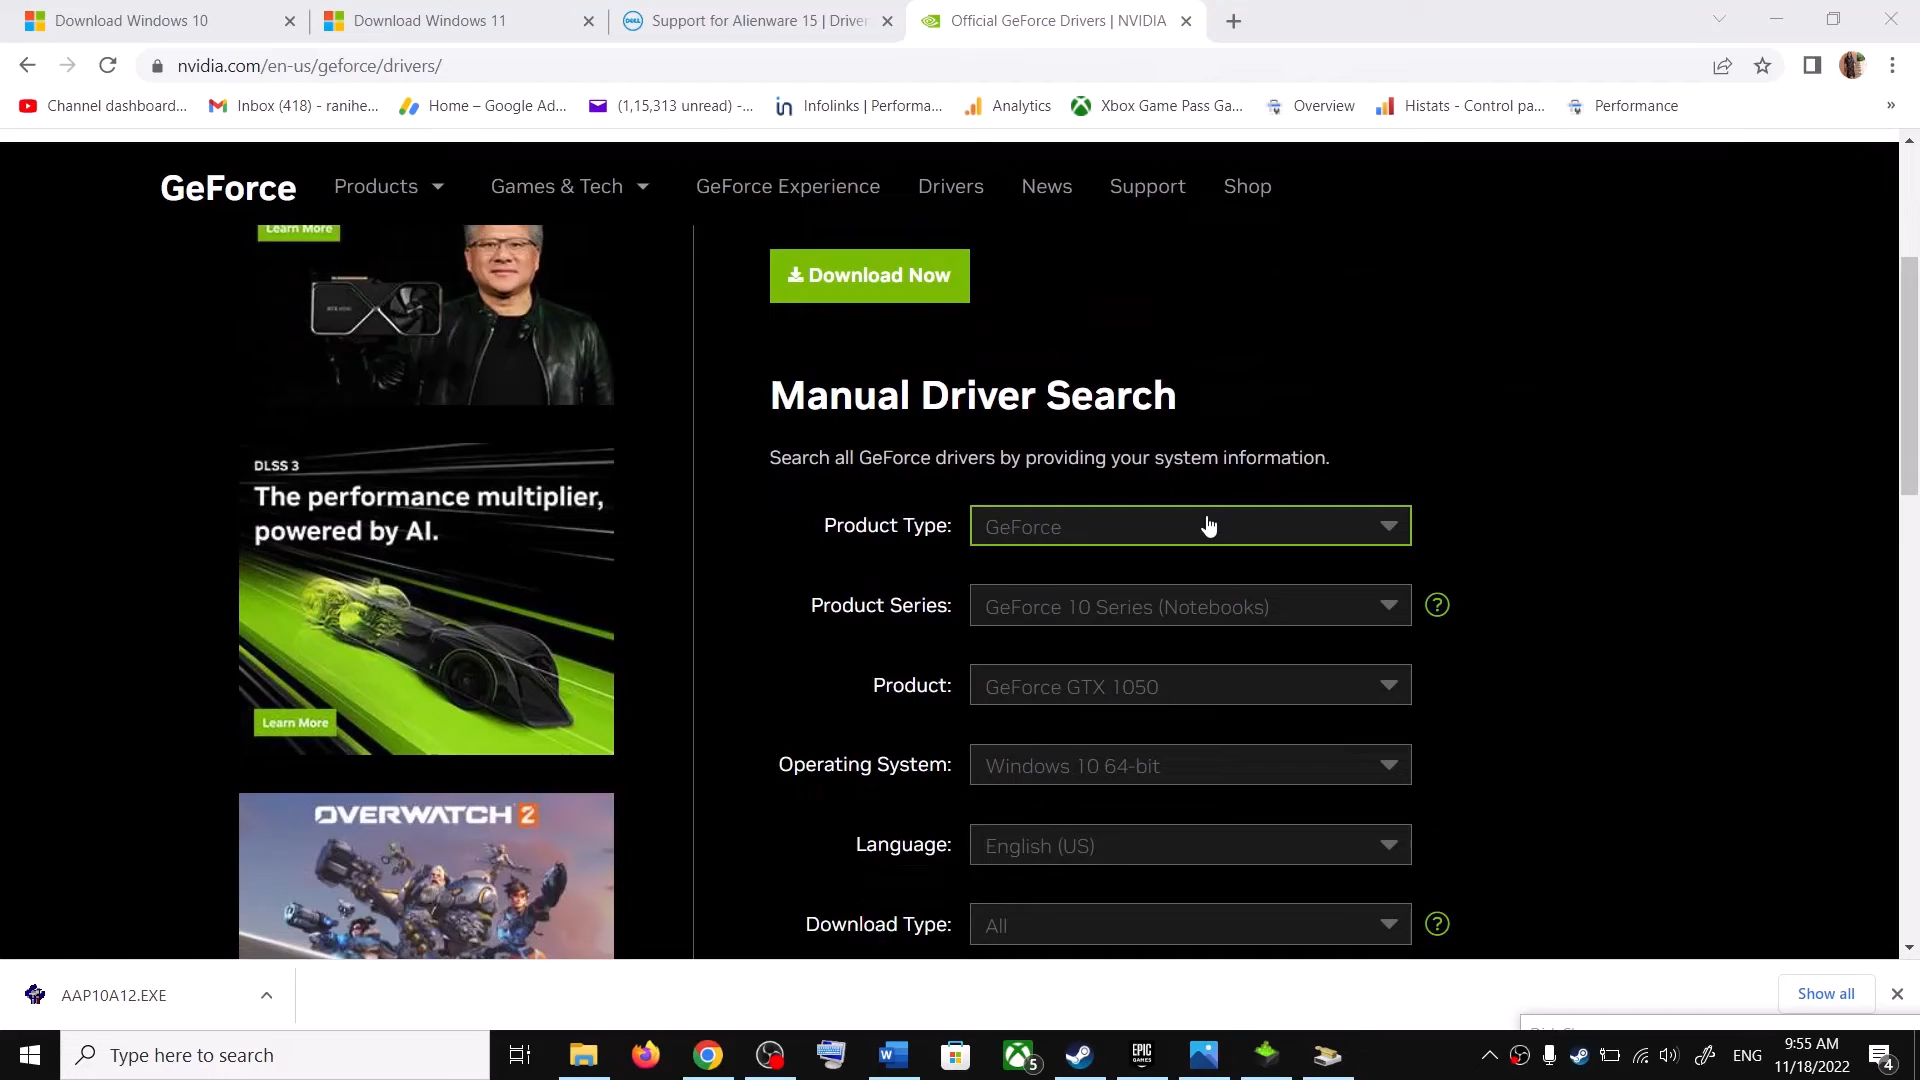 Download Windows 10
Download Windows 11
Support for Alienware 15 | Driver
Official GeForce Drivers | NVIDIA
nvidia.com/en-us/geforce/drivers/
Channel dashboard...
Inbox (418) - ranihe...
Home – Google Ad...
(1,15,313 unread) -...
Infolinks | Performa...
Analytics
Xbox Game Pass Ga...
Overview
Histats - Control pa...
Performance
»
GeForce
Products
Games & Tech
GeForce Experience
Drivers
News
Support
Shop
Learn More
Download Now
Manual Driver Search
Search all GeForce drivers by providing your system information.
DLSS 3
The performance multiplier,
powered by AI.
Learn More
Product Type:
GeForce
Product Series:
GeForce 10 Series (Notebooks)
?
Product:
GeForce GTX 1050
Operating System:
Windows 10 64-bit
Language:
English (US)
Download Type:
All
?
OVERWATCH 2
AAP10A12.EXE
Show all
Type here to search
5
EPIC
GAMES
ENG
9:55 AM
11/18/2022
4